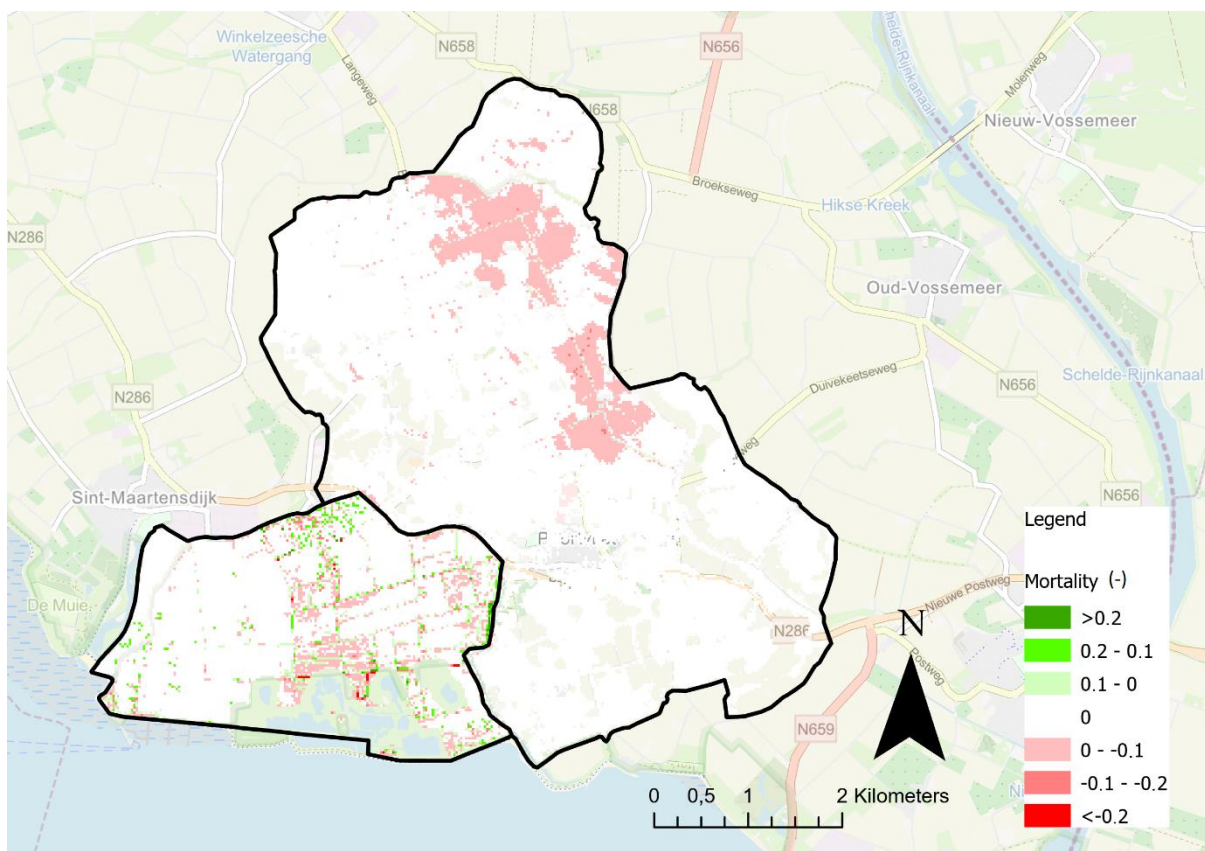 Winkelzeesche
Watergang
N658
Langeweg
N656
Schelde-Rijnkanaal
Molenweg
Nieuw-Vossemeer
Broekseweg
Hikse Kreek
N286
Oud-Vossemeer
Schelde-Rijnkanaal
Duivekeetseweg
N656
N286
Sint-Maartensdijk
N656
De Muie
N286
Nieuwe Postweg
Postweg
N659
N
0 0,5 1 2 Kilometers
Legend
Mortality (-)
>0.2
0.2 - 0.1
0.1 - 0
0
0 - -0.1
-0.1 - -0.2
<-0.2